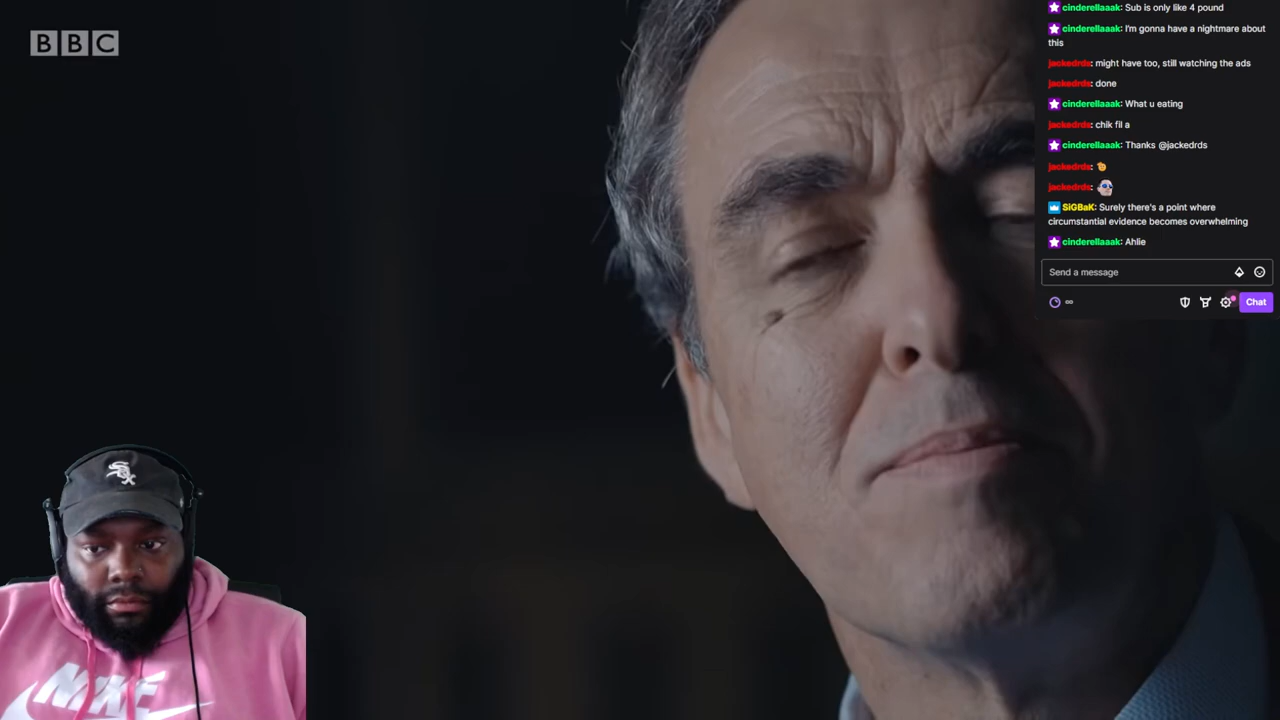 BBC
cinderellaaak: Sub is only like 4 pound
cinderellaaak: I'm gonna have a nightmare about
this
jackedrds: might have too, still watching the ads
jackedrds: done
cinderellaaak: What u eating
jackedrds: chik fil a
cinderellaaak: Thanks @jackedrds
jackedrds:
jackedrds:
SiGBaK: Surely there's a point where
circumstantial evidence becomes overwhelming
cinderellaaak: Ahlie
Send a message
Chat
SOX
NIKE